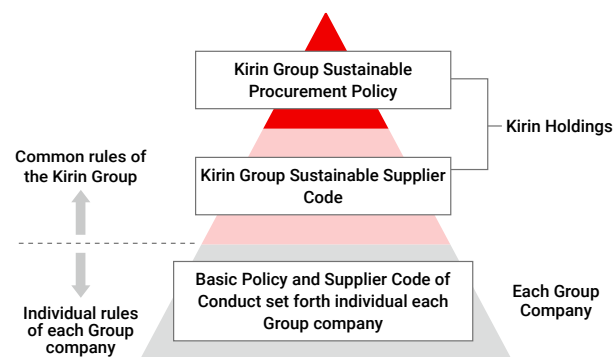 Kirin Group Sustainable
Procurement Policy
Kirin Holdings
Common rules of
the Kirin Group
Kirin Group Sustainable Supplier
Code
Basic Policy and Supplier Code of
Conduct set forth individual each
Group company
Each Group
Company
Individual rules
of each Group
company